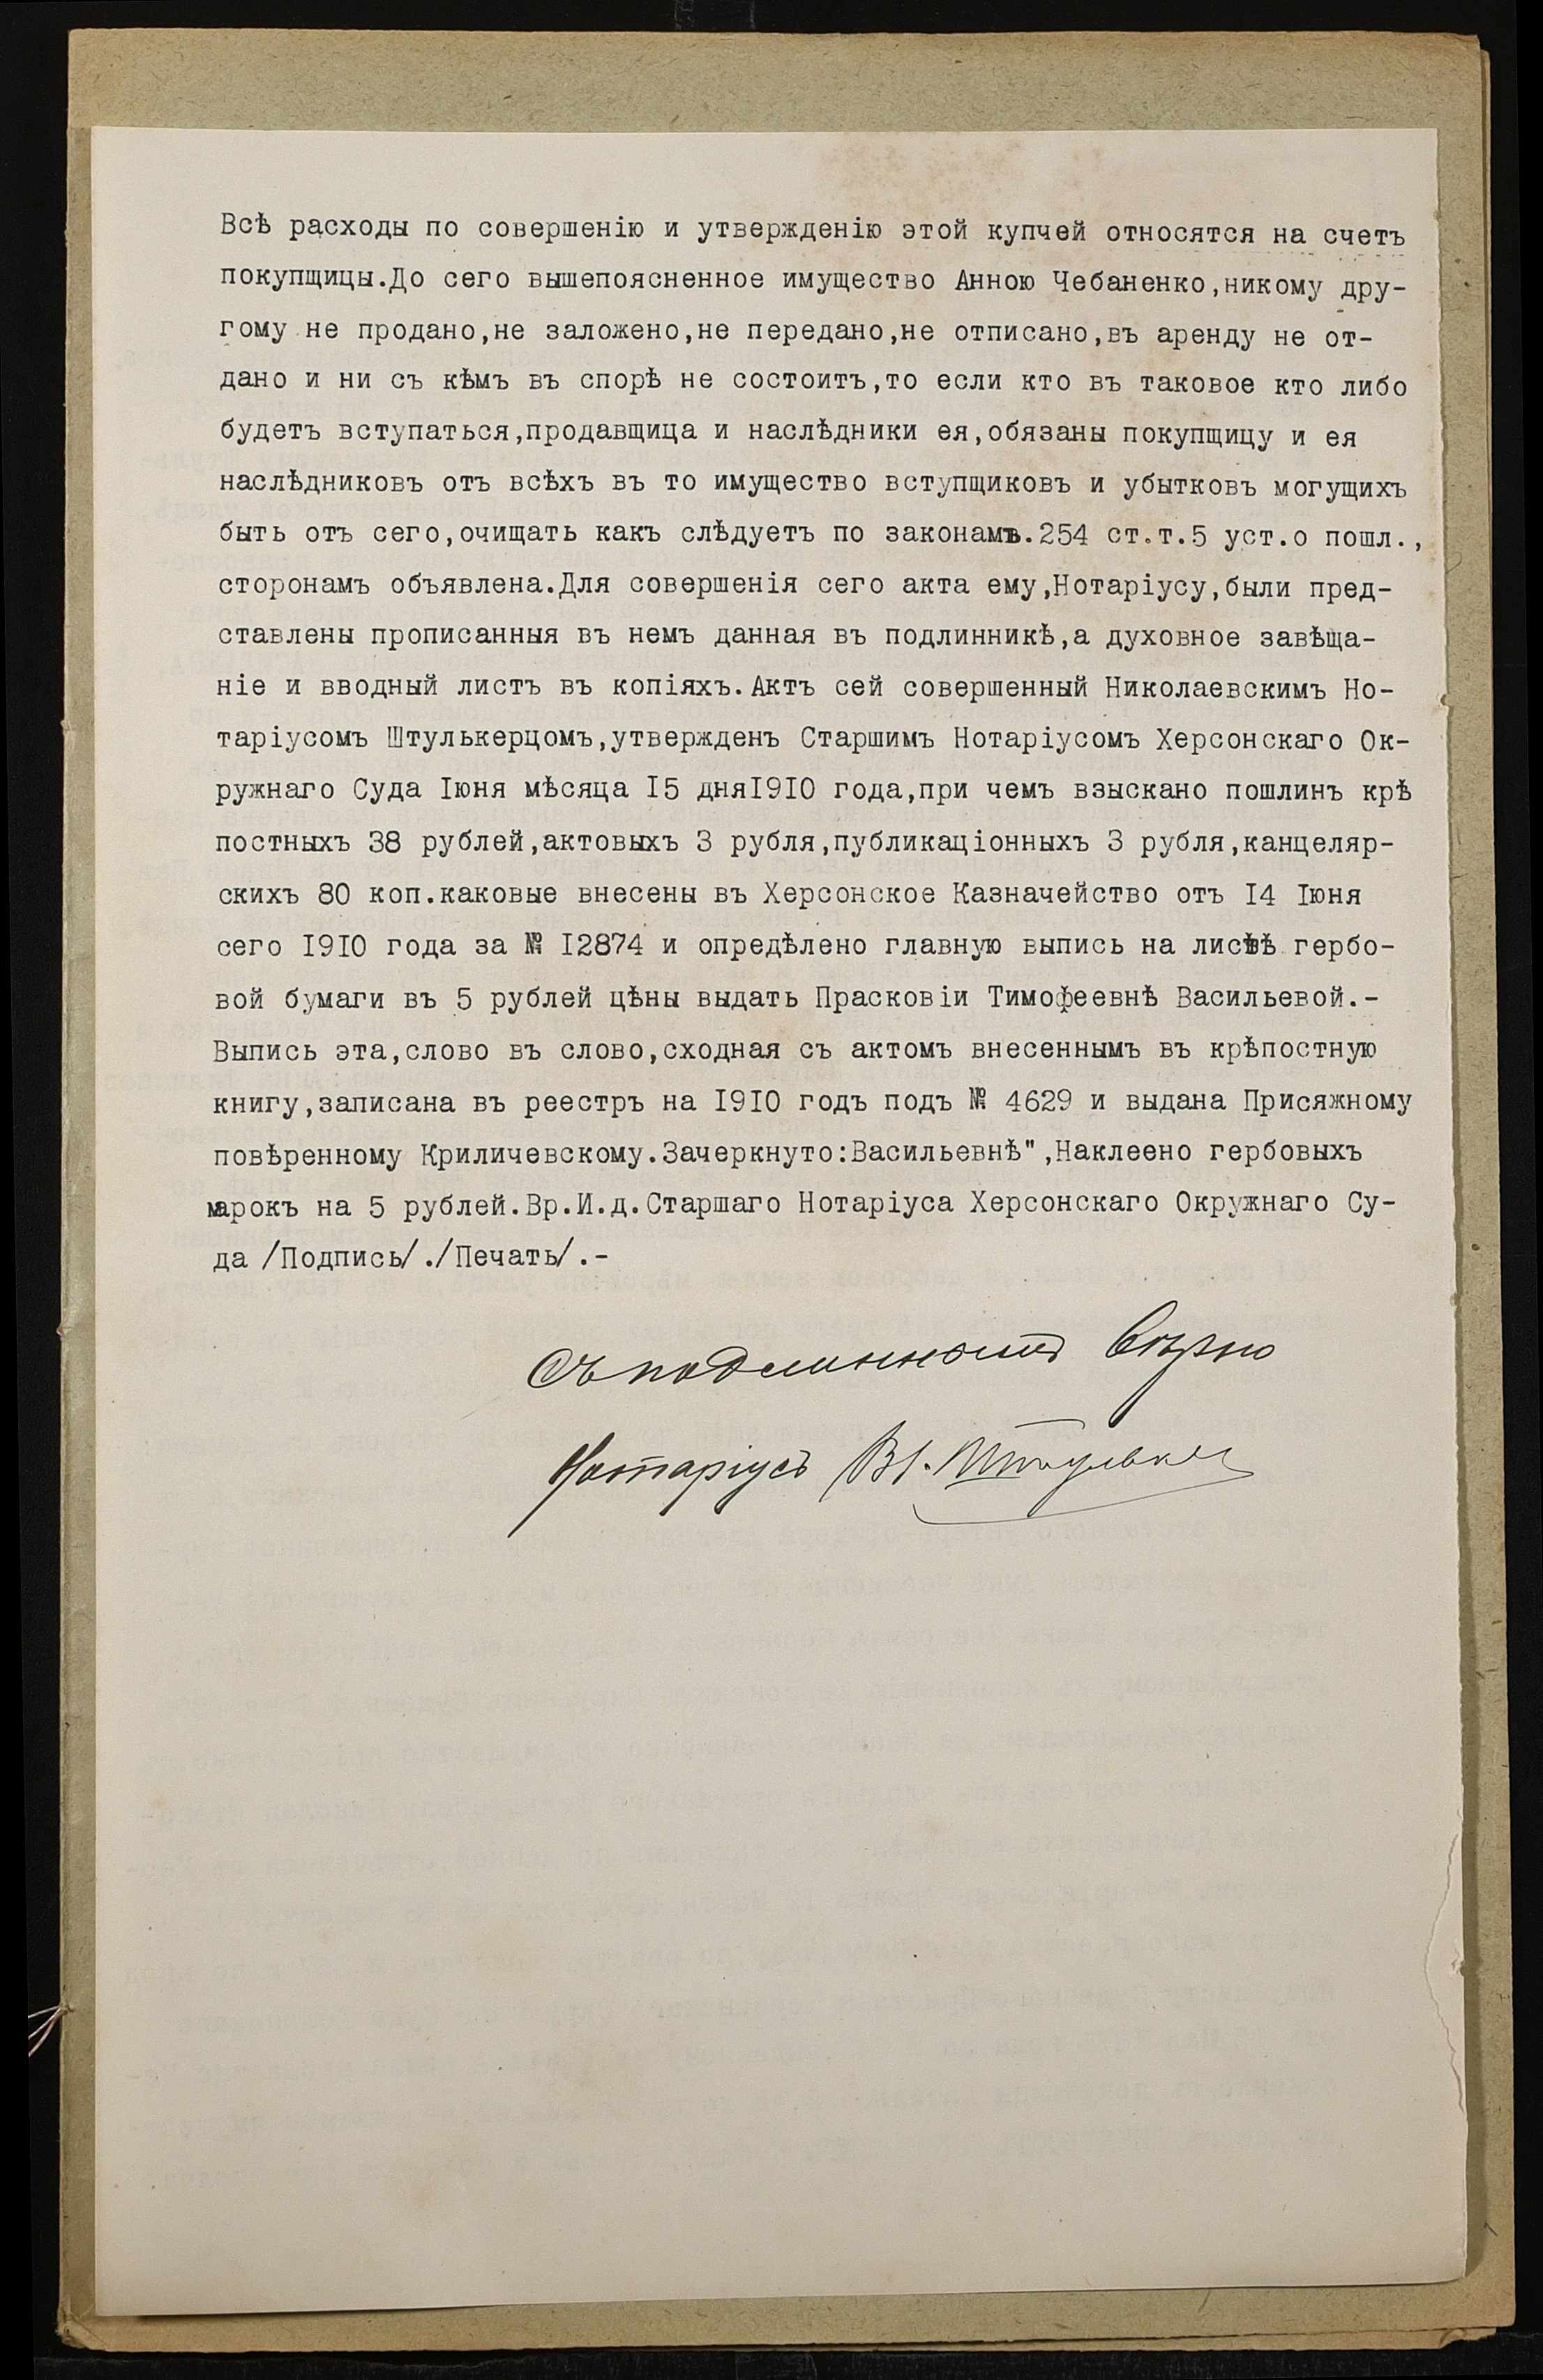 Всѣ расходы по совершенію и утвержденію этой купчей относятся на счетъ
покупщицы.До сего вышепоясненное имущество Анною Чебаненко,никому дру-
гому не продано,не заложено,не передано,не отписано,въ аренду не от-
дано и ни съ кѣмъ въ спорѣ не состоитъ,то если кто въ таковое кто либо
будетъ вступаться,продавщица и наслѣдники ея,обязаны покупщицу и ея
наслѣдниковъ отъ всѣхъ въ то имущество вступщиковъ и убытковъ могущихъ
быть отъ сего,очищать какъ слѣдуетъ по законамъ.254 ст.т.5 уст.о пошл.,
сторонамъ объявлена.Для совершенія сего акта ему,Нотаріусу,были пред-
ставлены прописанныя въ немъ данная въ подлинникѣ,а духовное завѣща-
ніе и вводный листъ въ копіяхъ.Актъ сей совершенный Николаевскимъ Но-
таріусомъ Штулькерцомъ,утвержденъ Старшимъ Нотаріусомъ Херсонскаго Ок-
ружнаго Суда Іюня мѣсяца 15 дня1910 года,при чемъ взыскано пошлинъ крѣ
постныхъ 38 рублей,актовыхъ 3 рубля,публикаціонныхъ 3 рубля,канцеляр-
скихъ 80 коп.каковые внесены въ Херсонское Казначейство отъ 14 Іюня
сего 1910 года за № 12874 и опредѣлено главную выпись на листѣ гербо-
вой бумаги въ 5 рублей цѣны выдать Прасковіи Тимофеевнѣ Васильевой.-
Выпись эта,слово въ слово,сходная съ актомъ внесеннымъ въ крѣпостную
книгу,записана въ реестръ на 1910 годъ подъ № 4629 и выдана Присяжному
повѣренному Криличевскому.Зачеркнуто:Васильевнѣ",Наклеено гербовыхъ
марокъ на 5 рублей.Вр.И.д.Старшаго Нотаріуса Херсонскаго Окружнаго Су-
да /Подпись/./Печать/.-
Съ подлиннымъ вѣрно
Нотаріусъ Вл. Штульке